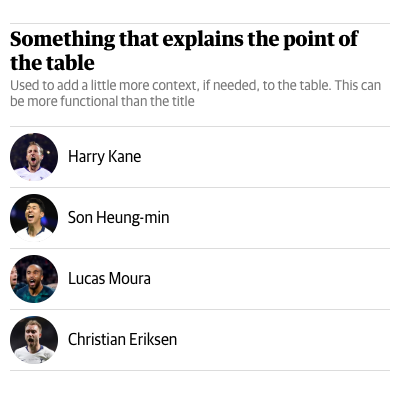 Something that explains the point of
the table
Used to add a little more context, if needed, to the table. This can
be more functional than the title
Harry Kane
Son Heung-min
Lucas Moura
Christian Eriksen